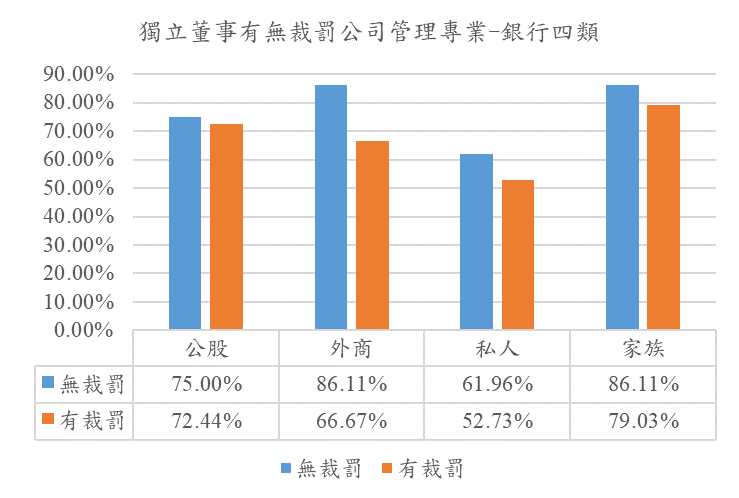 獨立董事有無裁罰公司管理專業-銀行四類
90.00%
80.00%
70.00%
60.00%
50.00%
40.00%
30.00%
20.00%
10.00%
0.00%
公股 外商 私人 家族
無裁罰 75.00% 86.11% 61.96% 86.11%
有裁罰 72.44% 66.67% 52.73% 79.03%
無裁罰 有裁罰